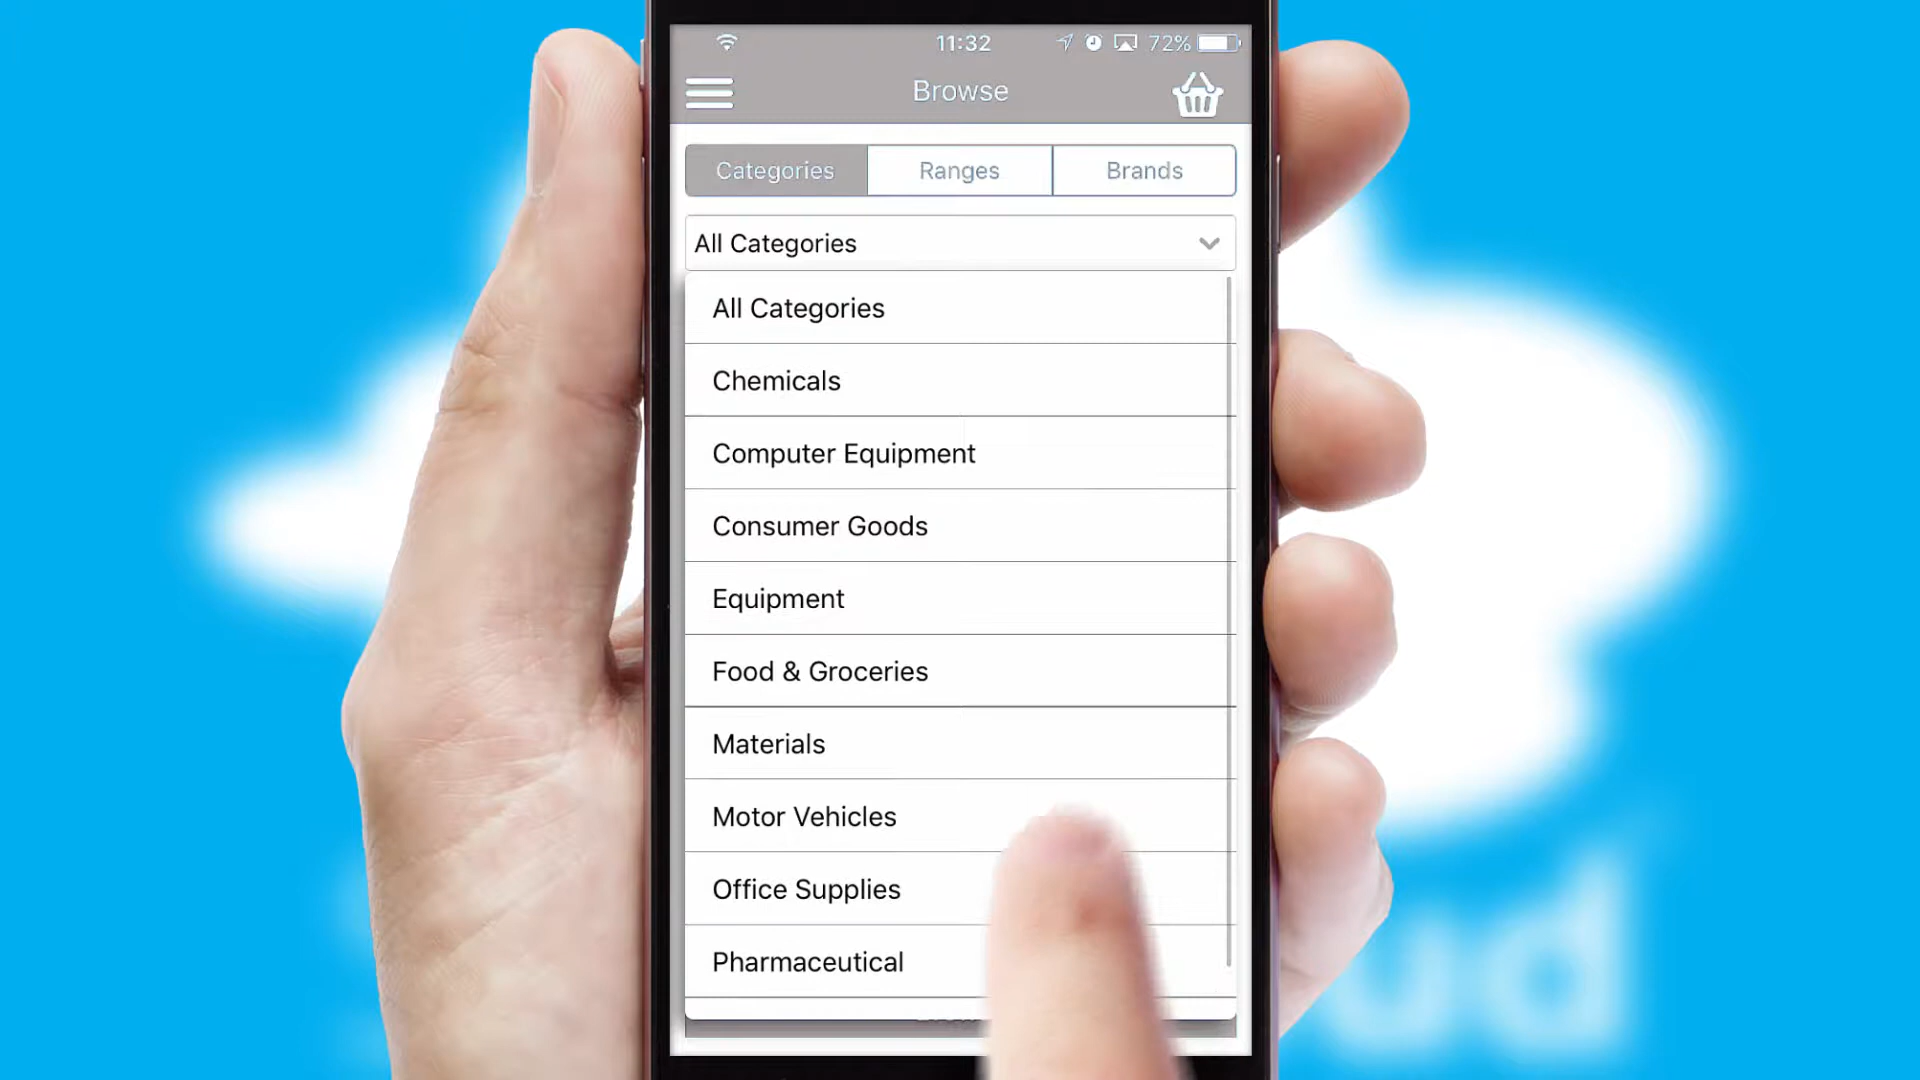 11:32
72%
Browse
Categories
Ranges
Brands
All Categories
All Categories
Chemicals
Computer Equipment
Consumer Goods
Equipment
Food & Groceries
Materials
Motor Vehicles
Office Supplies
Pharmaceutical
ud